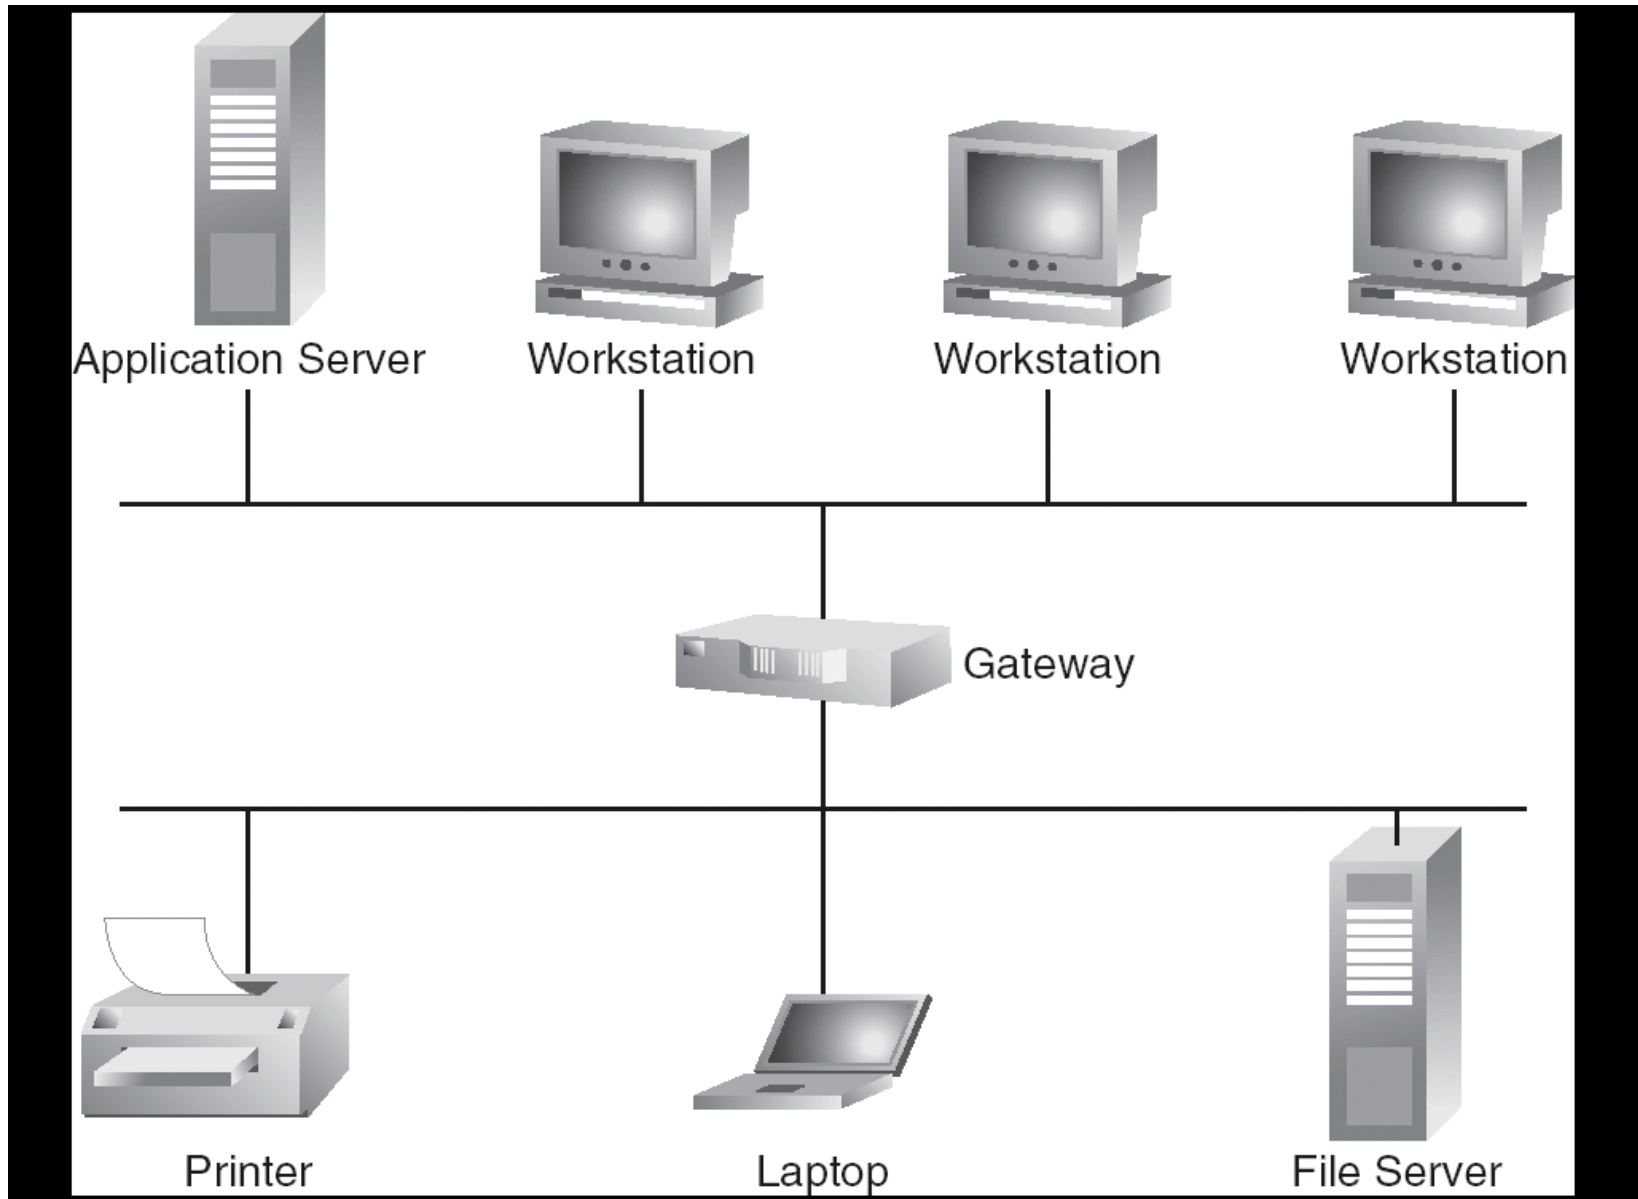 Application Server
Workstation
Workstation
Workstation
Gateway
Printer
Laptop
File Server